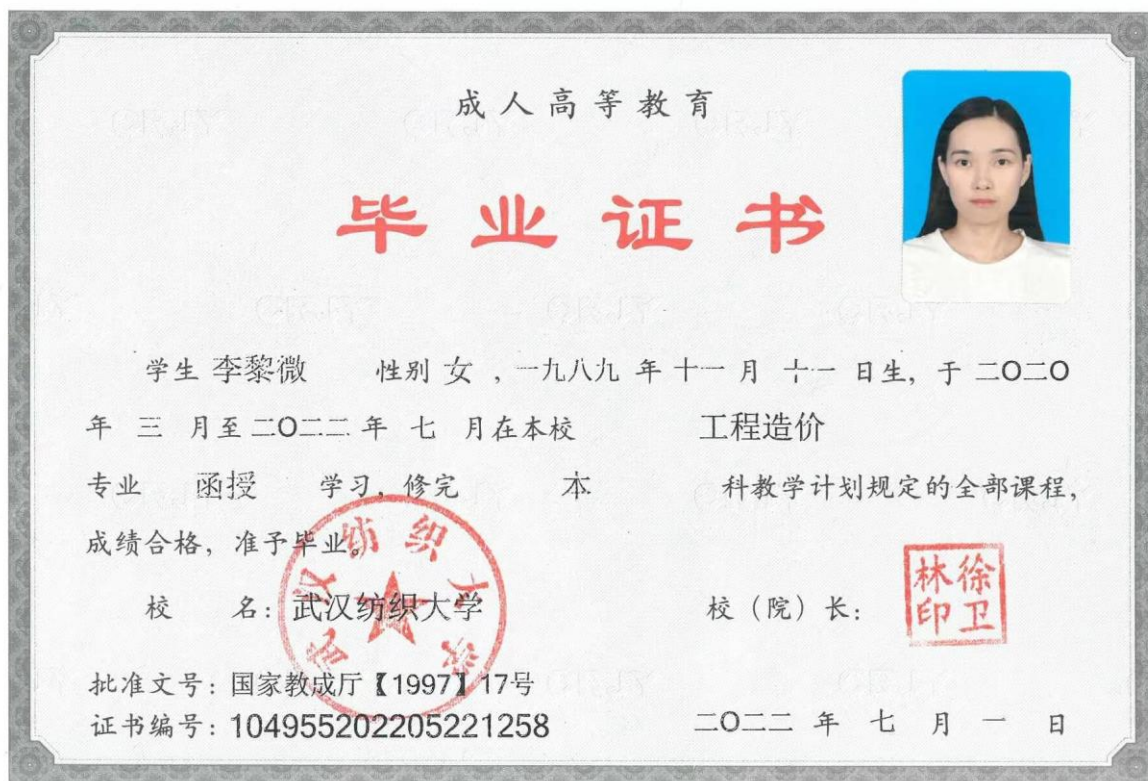 成人高等教育
毕业证书
学生 李黎微 性别 女 ,一九八九 年 十一 月 十一 日生, 于 二〇二〇
年 三 月至 二〇二二 年 七 月在本校 工程造价
专业 函授 学习, 修完 本 科教学计划规定的全部课程,
成绩合格, 准予毕业。
校 名: 武汉纺织大学 校(院)长:
徐卫林印
批准文号: 国家教成厅【1997】17号
证书编号: 104955202205221258 二〇二二 年 七 月 一 日
武汉纺织大学